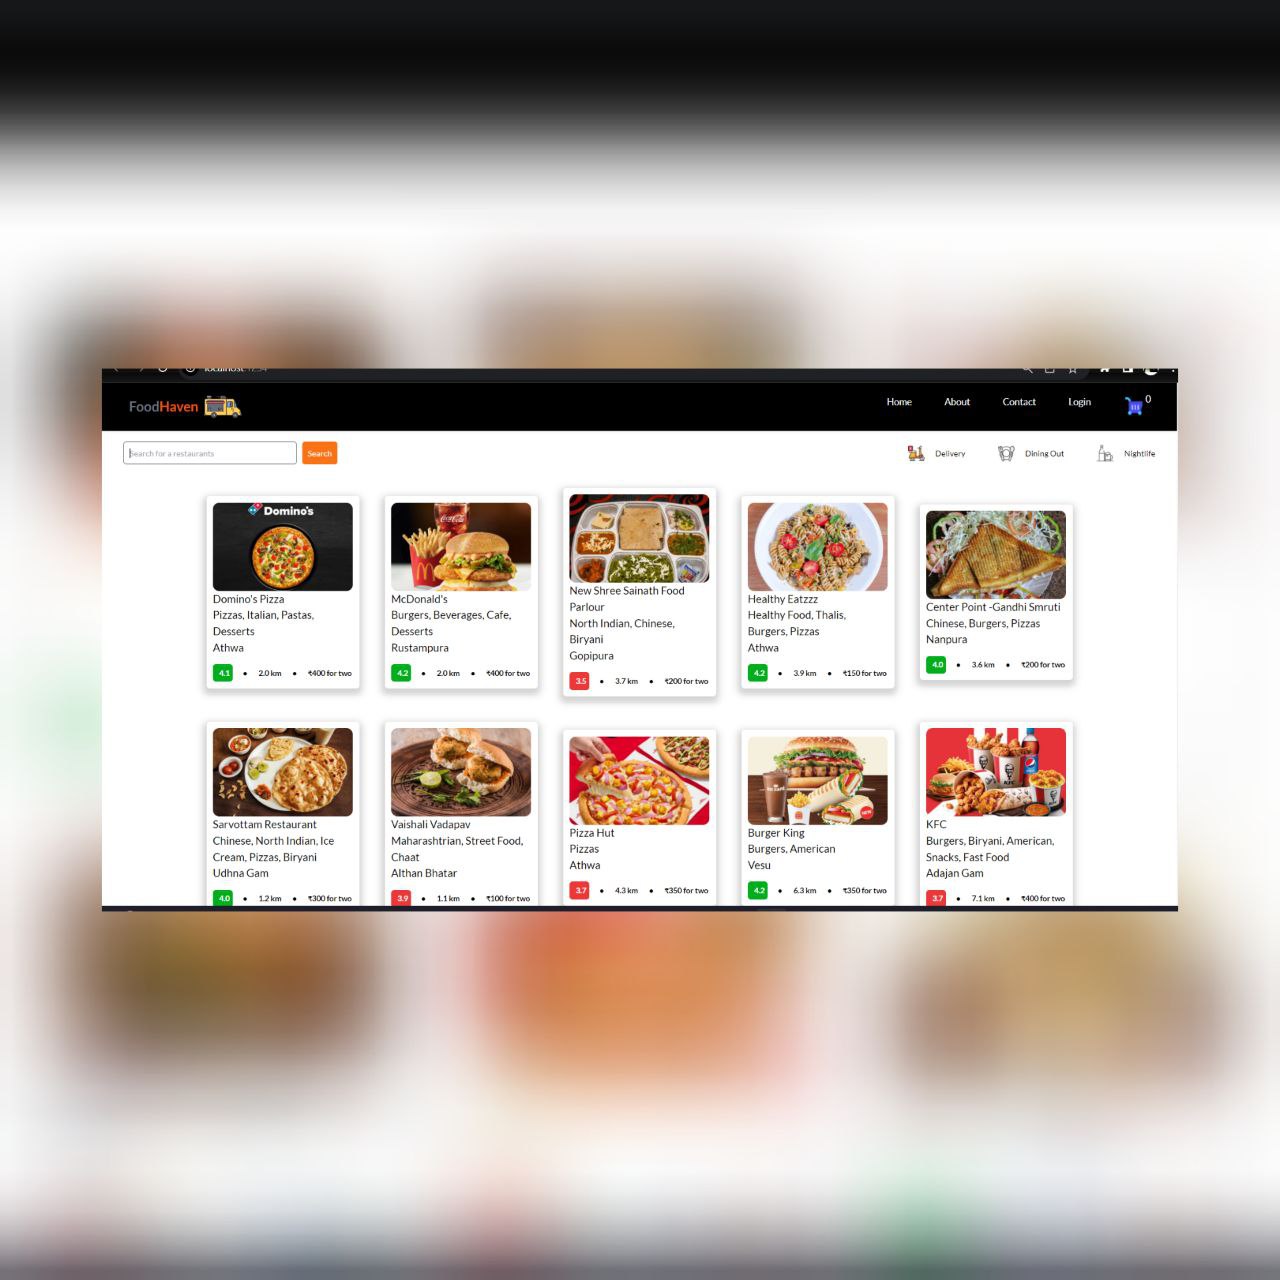 localhost:1234
FoodHaven
Home About Contact Login 0
Search for a restaurants Search
Delivery Dining Out Nightlife
Domino's
Domino's Pizza
Pizzas, Italian, Pastas,
Desserts
Athwa
4.1 • 2.0 km • ₹400 for two
Coca-Cola
McDonald's
Burgers, Beverages, Cafe,
Desserts
Rustampura
4.2 • 2.0 km • ₹400 for two
New Shree Sainath Food
Parlour
North Indian, Chinese,
Biryani
Gopipura
3.5 • 3.7 km • ₹200 for two
Healthy Eatzzz
Healthy Food, Thalis,
Burgers, Pizzas
Athwa
4.2 • 3.9 km • ₹150 for two
Center Point -Gandhi Smruti
Chinese, Burgers, Pizzas
Nanpura
4.0 • 3.6 km • ₹200 for two
Sarvottam Restaurant
Chinese, North Indian, Ice
Cream, Pizzas, Biryani
Udhna Gam
4.0 • 1.2 km • ₹300 for two
Vaishali Vadapav
Maharashtrian, Street Food,
Chaat
Althan Bhatar
3.9 • 1.1 km • ₹100 for two
Pizza Hut
Pizzas
Athwa
3.7 • 4.3 km • ₹350 for two
Burger King
Burgers, American
Vesu
4.2 • 6.3 km • ₹350 for two
KFC
KFC
Burgers, Biryani, American,
Snacks, Fast Food
Adajan Gam
3.7 • 7.1 km • ₹400 for two